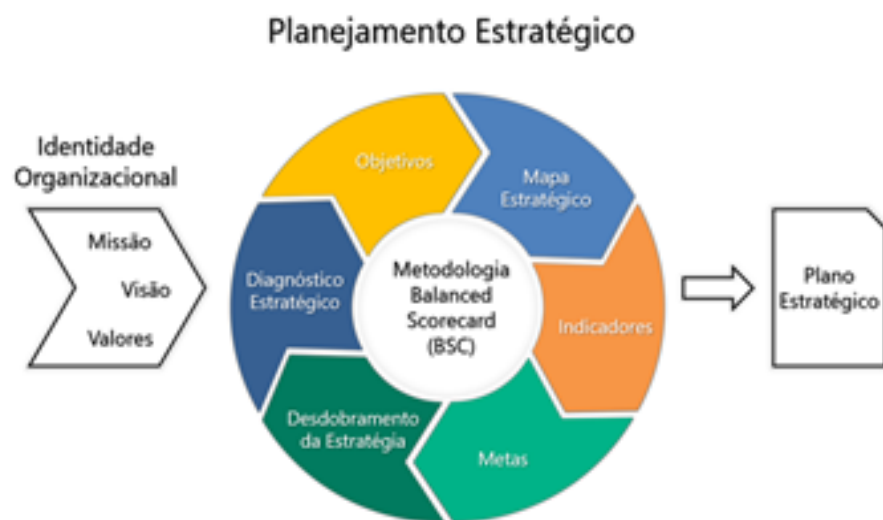 Planejamento Estratégico
Identidade
Organizacional
Missão
Visão
Valores
Objetivos
Mapa
Estratégico
Diagnóstico
Estratégico
Metodologia
Balanced
Scorecard
(BSC)
Indicadores
Desdobramento
da Estratégia
Metas
Plano
Estratégico